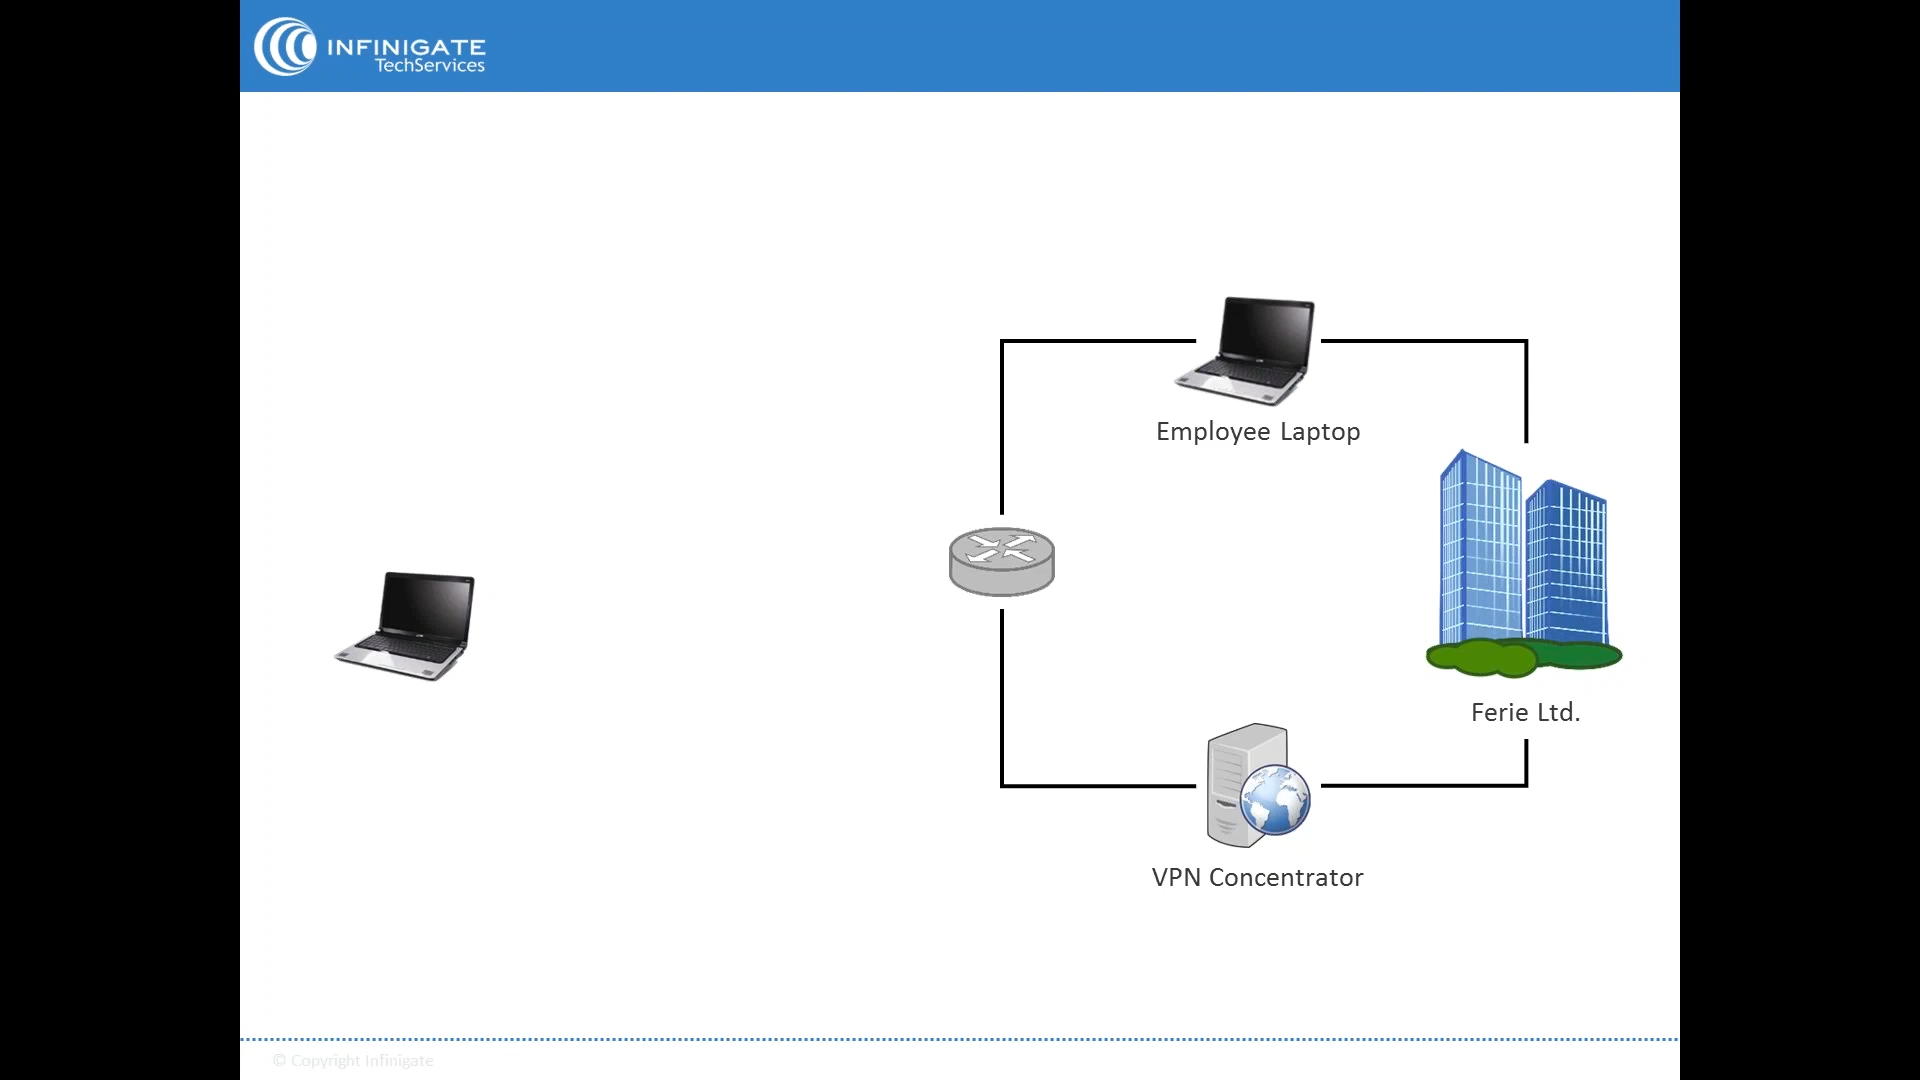 INFINIGATE
TechServices
Employee Laptop
Ferie Ltd.
VPN Concentrator
© Copyright Infinigate